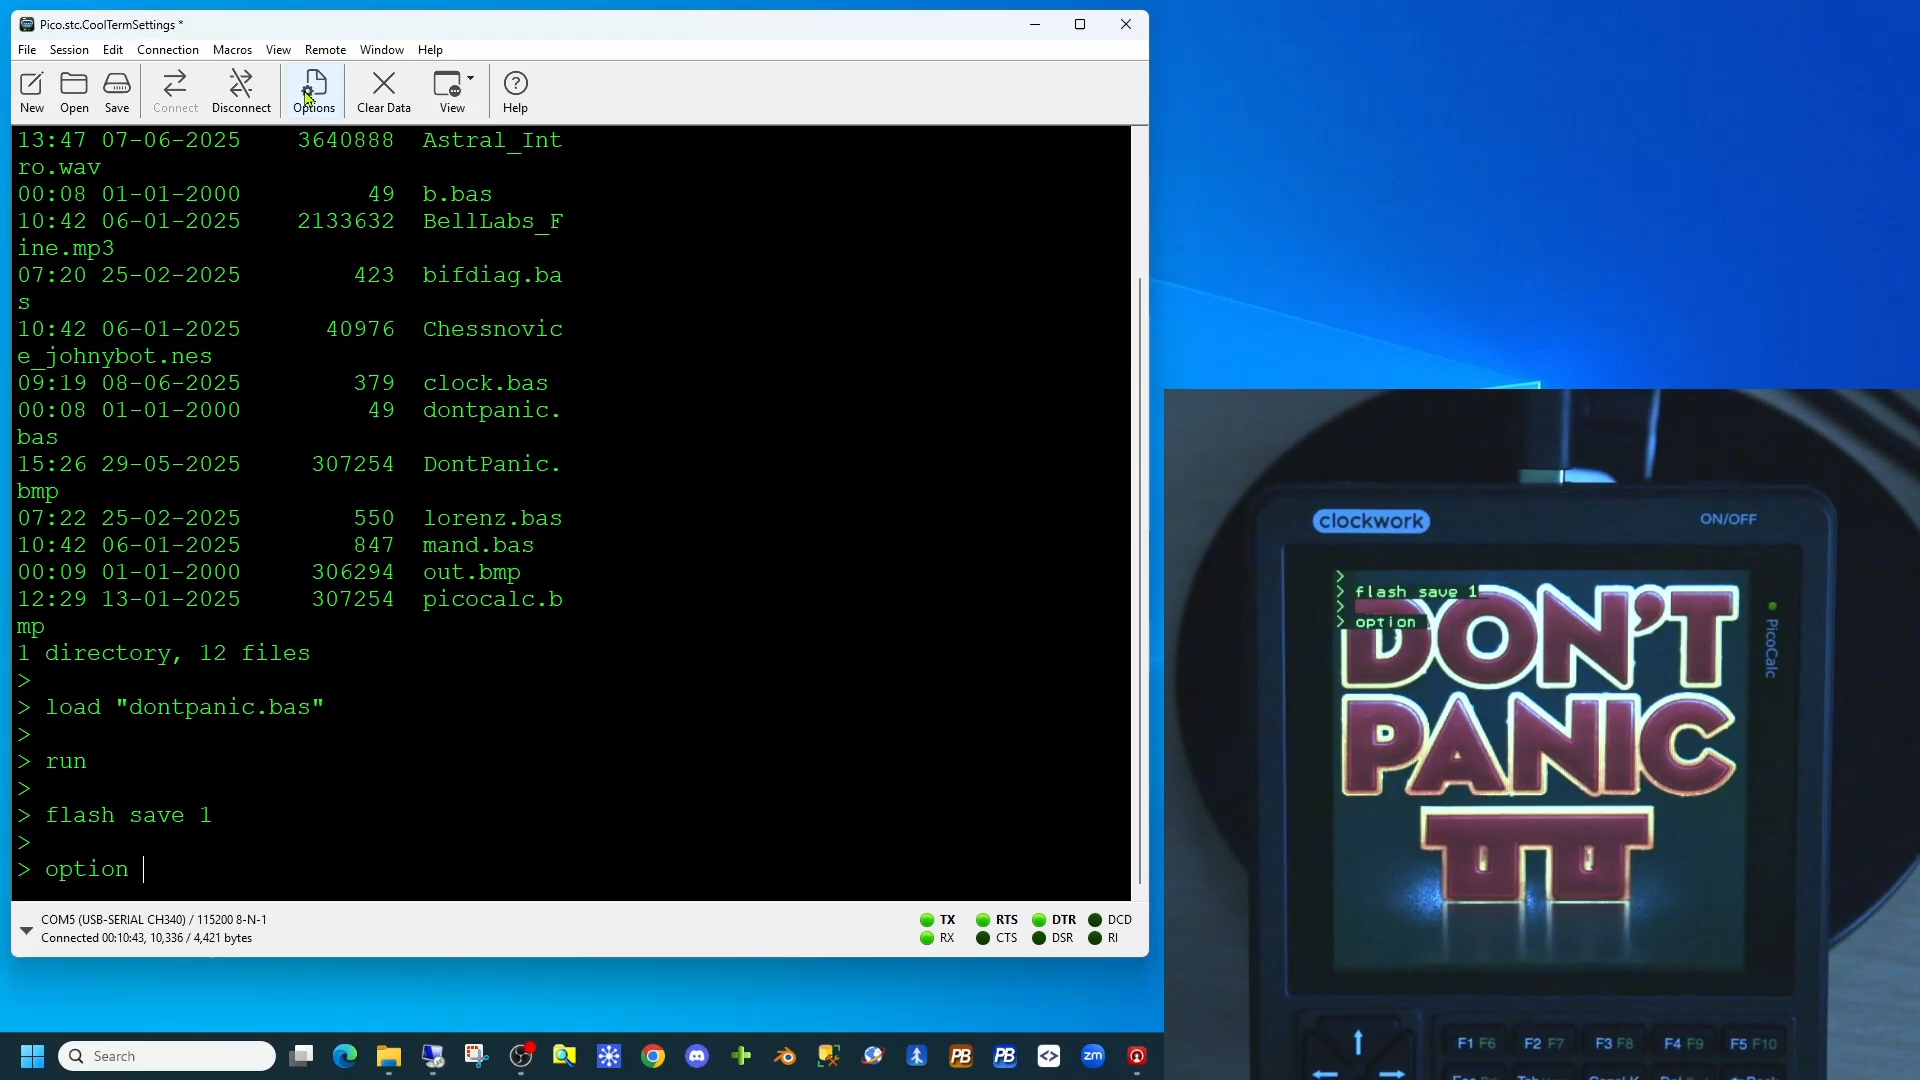 Pico.stc.CoolTermSettings *
File Session Edit Connection Macros View Remote Window Help
New Open Save Connect Disconnect Options Clear Data View Help
13:47 07-06-2025 3640888 Astral_Int
ro.wav
00:08 01-01-2000 49 b.bas
10:42 06-01-2025 2133632 BellLabs_F
ine.mp3
07:20 25-02-2025 423 bifdiag.ba
s
10:42 06-01-2025 40976 Chessnovic
e_johnybot.nes
09:19 08-06-2025 379 clock.bas
00:08 01-01-2000 49 dontpanic.
bas
15:26 29-05-2025 307254 DontPanic.
bmp
07:22 25-02-2025 550 lorenz.bas
10:42 06-01-2025 847 mand.bas
00:09 01-01-2000 306294 out.bmp
12:29 13-01-2025 307254 picocalc.b
mp
1 directory, 12 files
>
> load "dontpanic.bas"
>
> run
>
> flash save 1
>
> option
COM5 (USB-SERIAL CH340) / 115200 8-N-1
Connected 00:10:43, 10,336 / 4,421 bytes
TX RTS DTR DCD
RX CTS DSR RI
Search
PB PB zm
clockwork ON/OFF
>
> flash save 1
>
> option
DON'T
PANIC
PicoCalc
F1 F6 F2 F7 F3 F8 F4 F9 F5 F10